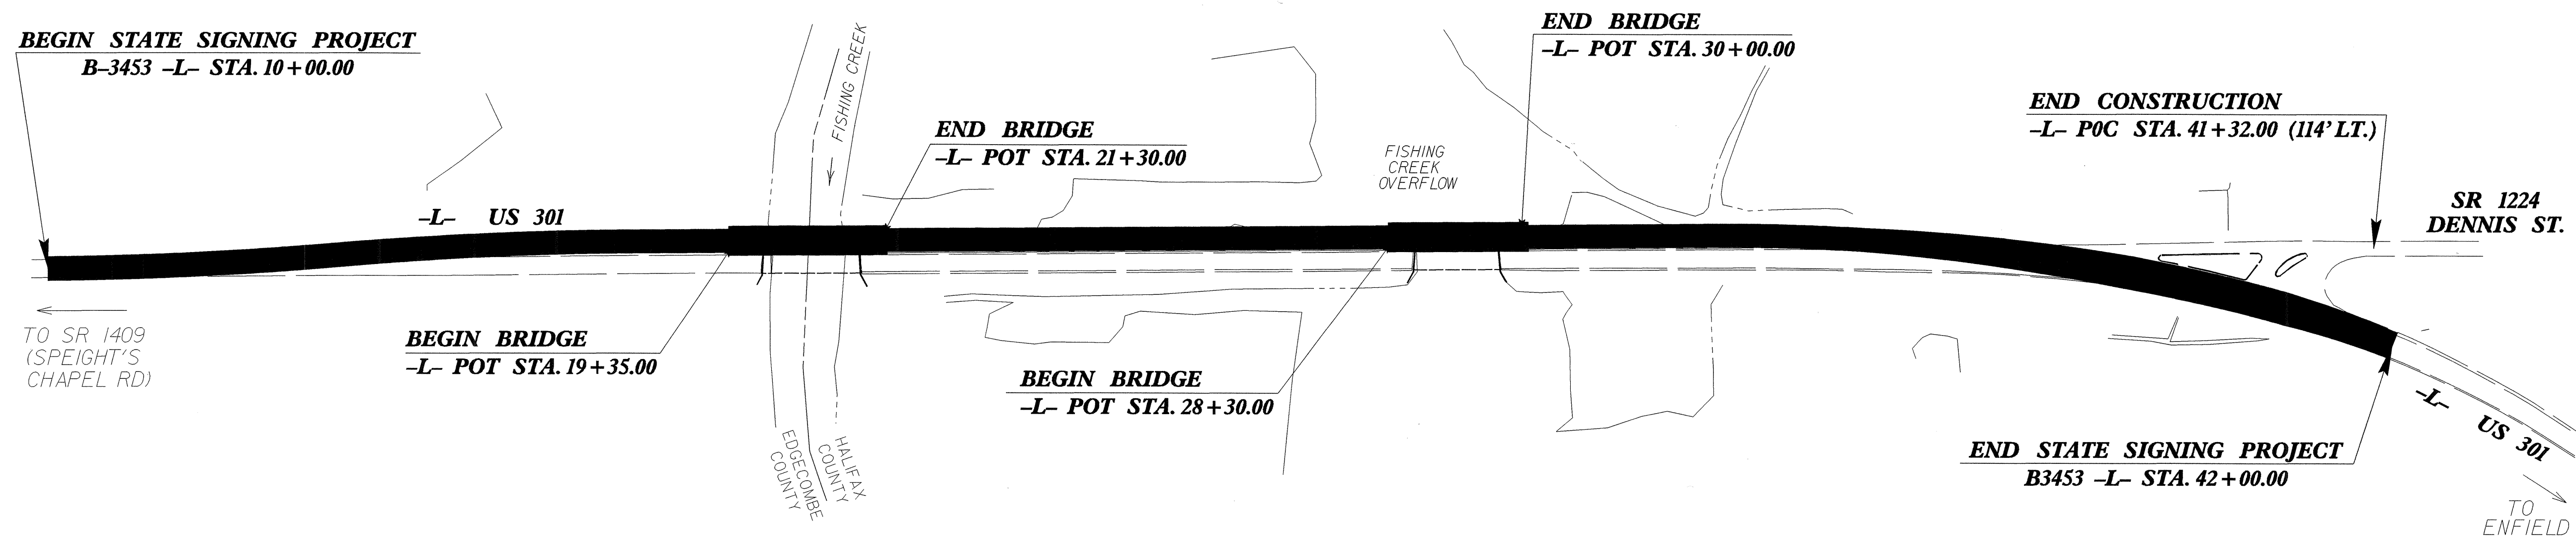 BEGIN STATE SIGNING PROJECT
B–3453 –L– STA. 10+00.00
–L– US 301
TO SR 1409
(SPEIGHT'S
CHAPEL RD)
BEGIN BRIDGE
–L– POT STA. 19+35.00
FISHING CREEK
EDGECOMBE
COUNTY
HALIFAX
COUNTY
END BRIDGE
–L– POT STA. 21+30.00
BEGIN BRIDGE
–L– POT STA. 28+30.00
FISHING
CREEK
OVERFLOW
END BRIDGE
–L– POT STA. 30+00.00
END CONSTRUCTION
–L– P0C STA. 41+32.00 (114' LT.)
SR 1224
DENNIS ST.
END STATE SIGNING PROJECT
B3453 –L– STA. 42+00.00
–L– US 301
TO
ENFIELD